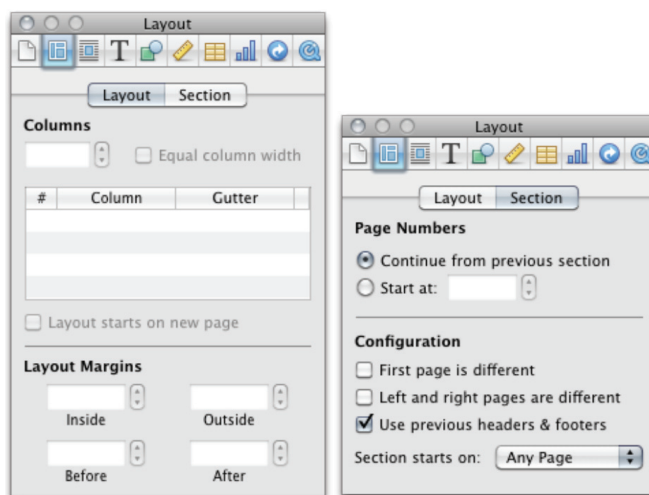 Layout
T
Layout Section
Columns
Equal column width
# Column Gutter
Layout starts on new page
Layout Margins
Inside Outside
Before After
Layout
T
Layout Section
Page Numbers
Continue from previous section
Start at:
Configuration
First page is different
Left and right pages are different
Use previous headers & footers
Section starts on: Any Page